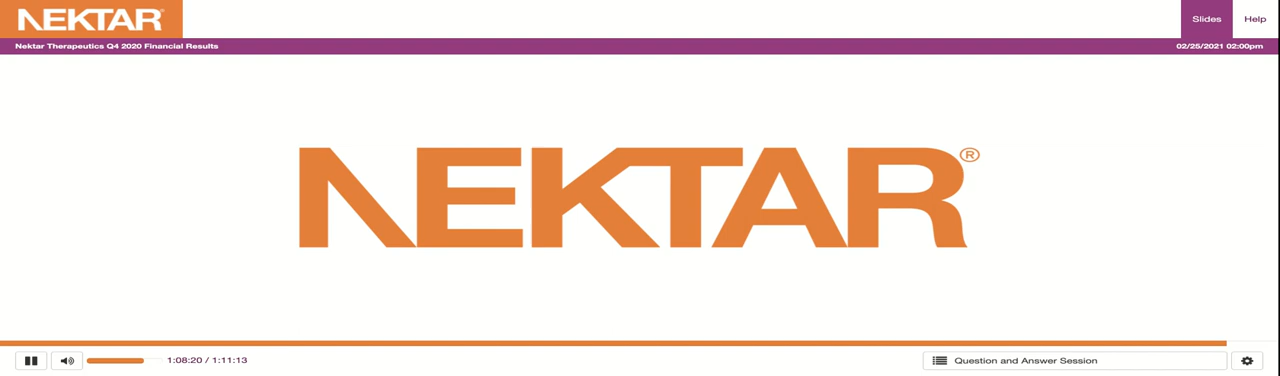 NEKTAR®
Slides Help
Nektar Therapeutics Q4 2020 Financial Results 02/25/2021 02:00pm
NEKTAR®
1:08:20 / 1:11:13 Question and Answer Session